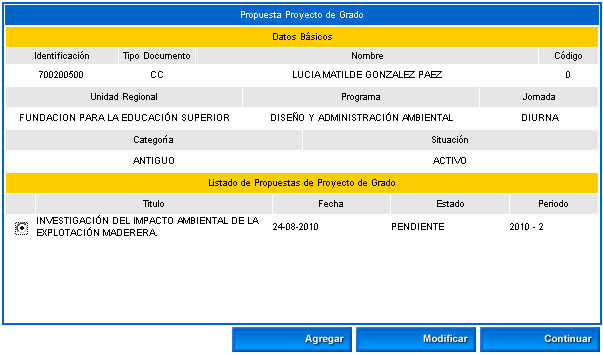 Propuesta Proyecto de Grado
Datos Básicos
Identificación Tipo Documento Nombre Código
700200500 CC LUCIA MATILDE GONZALEZ PAEZ 0
Unidad Regional Programa Jornada
FUNDACION PARA LA EDUCACIÓN SUPERIOR DISEÑO Y ADMINISTRACIÓN AMBIENTAL DIURNA
Categoría Situación
ANTIGUO ACTIVO
Listado de Propuestas de Proyecto de Grado
Titulo Fecha Estado Periodo
INVESTIGACIÓN DEL IMPACTO AMBIENTAL DE LA
EXPLOTACIÓN MADERERA. 24-08-2010 PENDIENTE 2010 - 2
Agregar Modificar Continuar